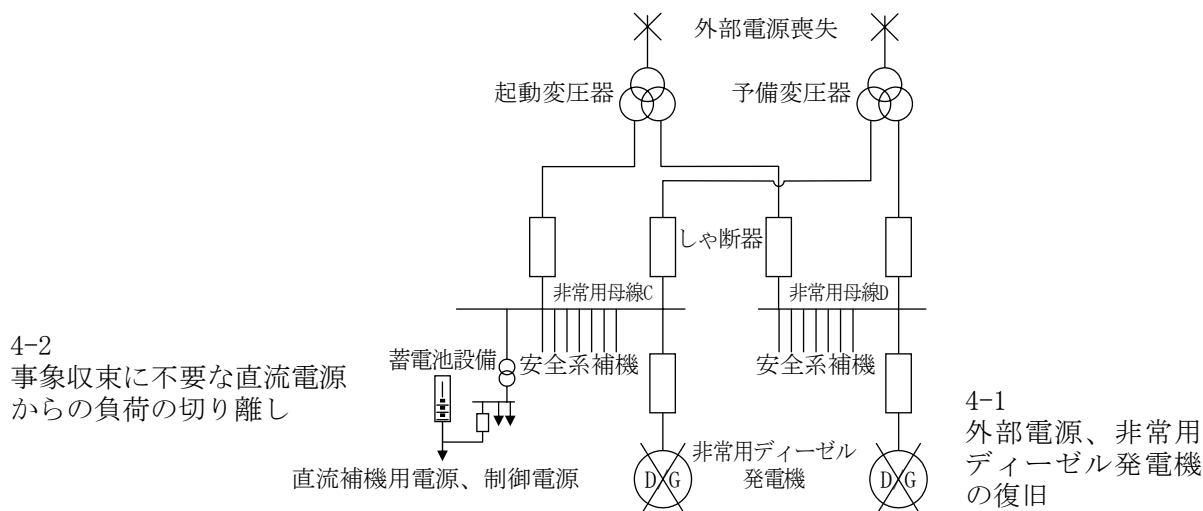 外部電源喪失
起動変圧器
予備変圧器
しゃ断器
非常用母線C
非常用母線D
4-2
事象収束に不要な直流電源
からの負荷の切り離し
蓄電池設備
安全系補機
安全系補機
4-1
外部電源、非常用
ディーゼル発電機
の復旧
直流補機用電源、制御電源
非常用ディーゼル
発電機
D G
D G